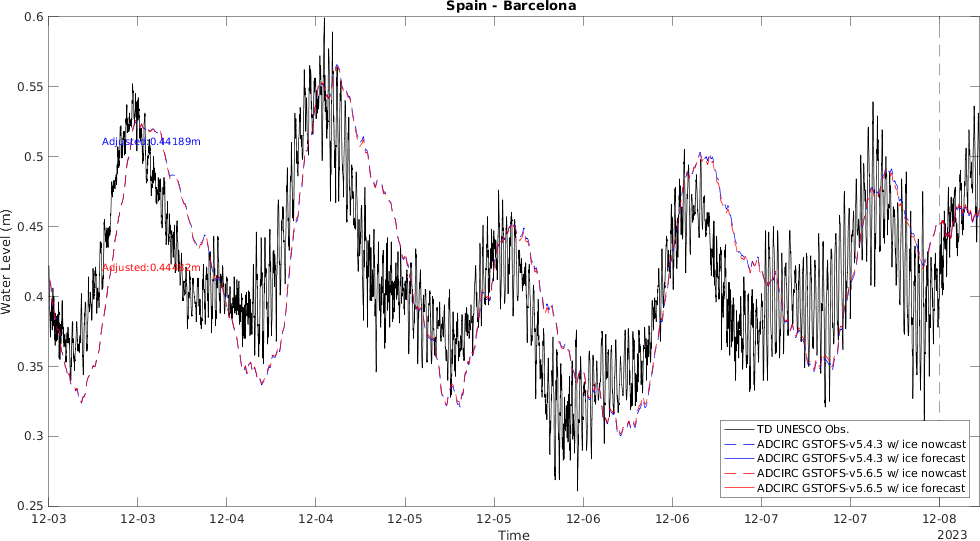 Spain - Barcelona
0.6
0.55
0.5
0.45
0.4
0.35
0.3
0.25
Water Level (m)
Adjusted:0.44189m
TD UNESCO Obs.
ADCIRC GSTOFS-v5.4.3 w/ ice nowcast
ADCIRC GSTOFS-v5.4.3 w/ ice forecast
ADCIRC GSTOFS-v5.6.5 w/ ice nowcast
ADCIRC GSTOFS-v5.6.5 w/ ice forecast
12-03 12-03 12-04 12-04 12-05 12-05 12-06 12-06 12-07 12-07 12-08
Time
2023